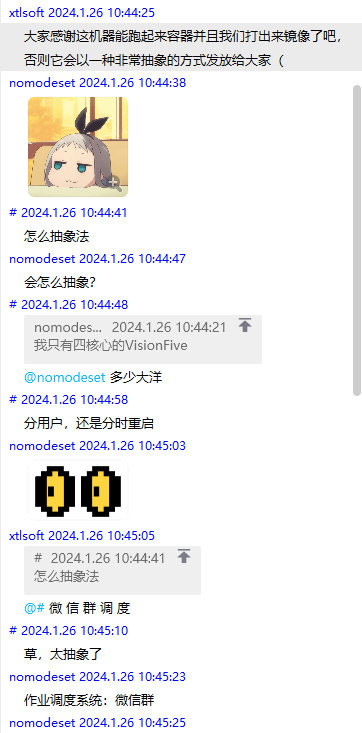 xtlsoft 2024.1.26 10:44:25
大家感谢这机器能跑起来容器并且我们打出来镜像了吧，
否则它会以一种非常抽象的方式发放给大家（
nomodeset 2024.1.26 10:44:38
# 2024.1.26 10:44:41
怎么抽象法
nomodeset 2024.1.26 10:44:47
会怎么抽象？
# 2024.1.26 10:44:48
nomodes... 2024.1.26 10:44:21
我只有四核心的VisionFive
@nomodeset 多少大洋
# 2024.1.26 10:44:58
分用户，还是分时重启
nomodeset 2024.1.26 10:45:03
xtlsoft 2024.1.26 10:45:05
# 2024.1.26 10:44:41
怎么抽象法
@# 微 信 群 调 度
# 2024.1.26 10:45:10
草，太抽象了
nomodeset 2024.1.26 10:45:23
作业调度系统：微信群
nomodeset 2024.1.26 10:45:25